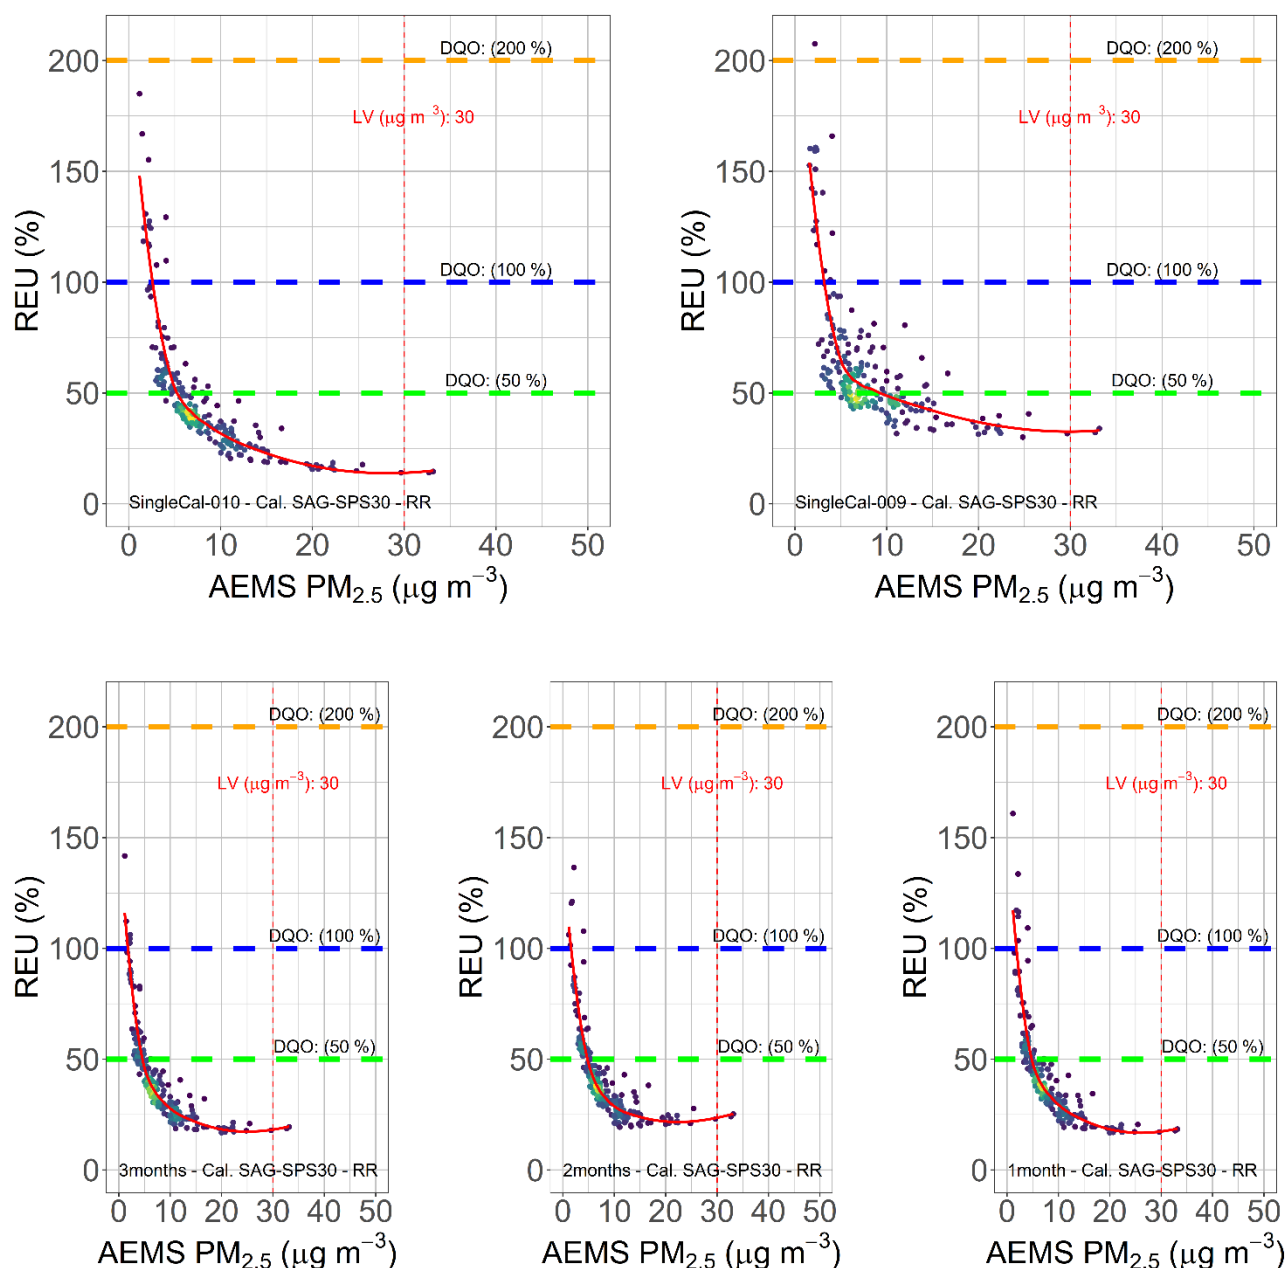 200
150
100
50
0
REU (%)
DQO: (200 %)
LV (μg m⁻³): 30
DQO: (100 %)
DQO: (50 %)
SingleCal-010 - Cal. SAG-SPS30 - RR
0 10 20 30 40 50
AEMS PM₂.₅ (μg m⁻³)
200
150
100
50
0
REU (%)
DQO: (200 %)
LV (μg m⁻³): 30
DQO: (100 %)
DQO: (50 %)
SingleCal-009 - Cal. SAG-SPS30 - RR
0 10 20 30 40 50
AEMS PM₂.₅ (μg m⁻³)
200
150
100
50
0
REU (%)
DQO: (200 %)
LV (μg m⁻³): 30
DQO: (100 %)
DQO: (50 %)
3months - Cal. SAG-SPS30 - RR
0 10 20 30 40 50
AEMS PM₂.₅ (μg m⁻³)
200
150
100
50
0
REU (%)
DQO: (200 %)
LV (μg m⁻³): 30
DQO: (100 %)
DQO: (50 %)
2months - Cal. SAG-SPS30 - RR
0 10 20 30 40 50
AEMS PM₂.₅ (μg m⁻³)
200
150
100
50
0
REU (%)
DQO: (200 %)
LV (μg m⁻³): 30
DQO: (100 %)
DQO: (50 %)
1month - Cal. SAG-SPS30 - RR
0 10 20 30 40 50
AEMS PM₂.₅ (μg m⁻³)